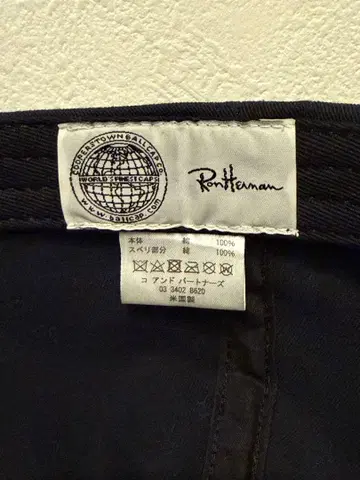 COOPERSTOWN BALL CAP CO.
WORLD'S FINEST CAPS
www.ballcap.com
Ron Herman
本体 綿 100%
スベリ部分 綿 100%
コ アンド パートナーズ
03 3402 8620
米国製